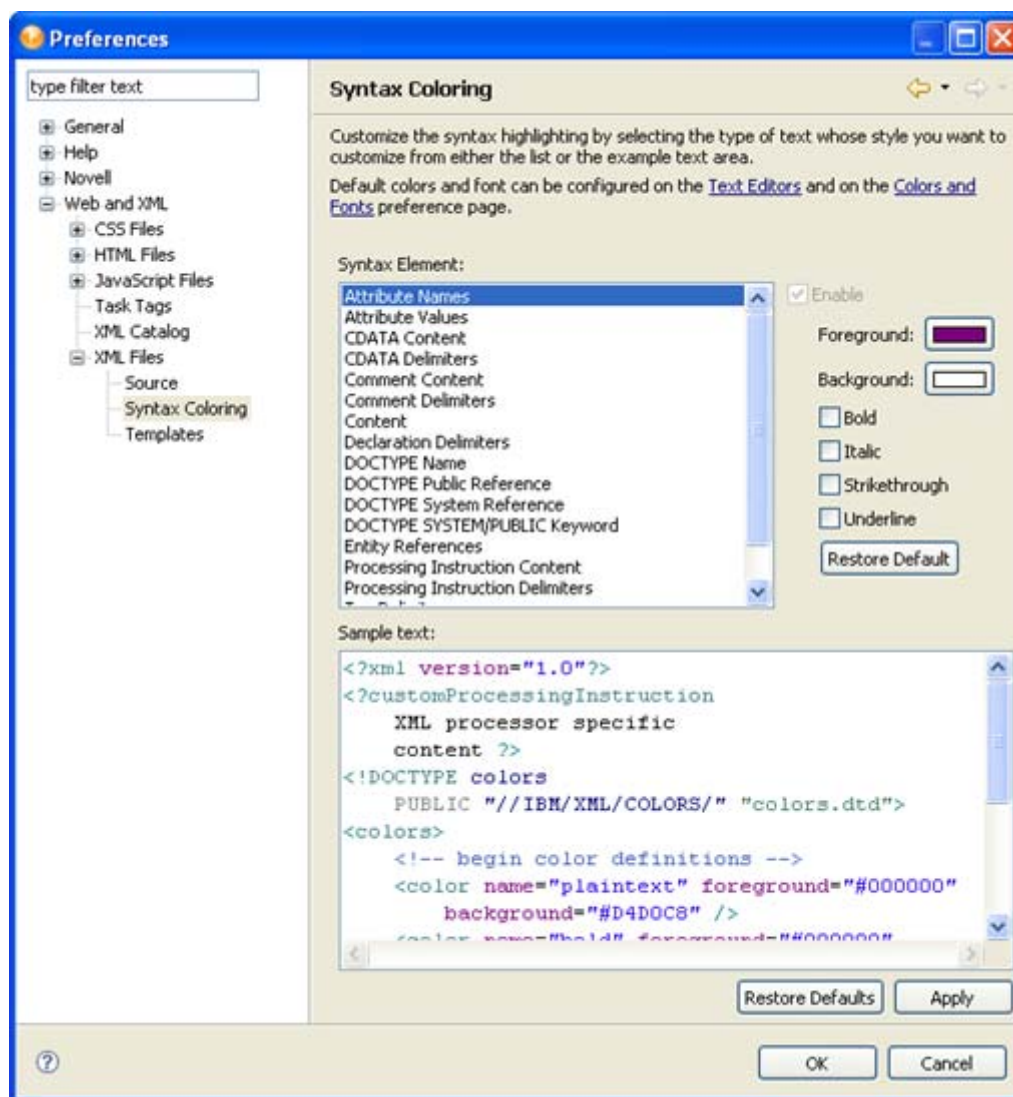 Preferences
type filter text
General
Help
Novell
Web and XML
CSS Files
HTML Files
JavaScript Files
Task Tags
XML Catalog
XML Files
Source
Syntax Coloring
Templates
Syntax Coloring
Customize the syntax highlighting by selecting the type of text whose style you want to
customize from either the list or the example text area.
Default colors and font can be configured on the Text Editors and on the Colors and
Fonts preference page.
Syntax Element:
Attribute Names
Attribute Values
CDATA Content
CDATA Delimiters
Comment Content
Comment Delimiters
Content
Declaration Delimiters
DOCTYPE Name
DOCTYPE Public Reference
DOCTYPE System Reference
DOCTYPE SYSTEM/PUBLIC Keyword
Entity References
Processing Instruction Content
Processing Instruction Delimiters
Enable
Foreground:
Background:
Bold
Italic
Strikethrough
Underline
Restore Default
Sample text:
<?xml version="1.0"?>
<?customProcessingInstruction
XML processor specific
content ?>
<!DOCTYPE colors
PUBLIC "//IBM/XML/COLORS/" "colors.dtd">
<colors>
<!-- begin color definitions -->
<color name="plaintext" foreground="#000000"
background="#D4D0C8" />
<color name="bold" foreground="#000000"
Restore Defaults
Apply
?
OK
Cancel